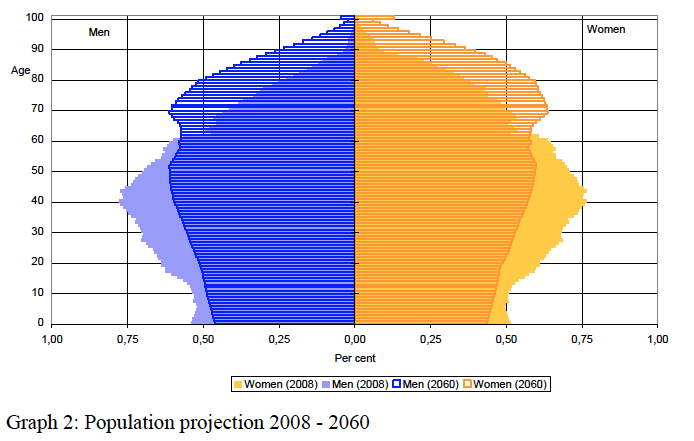 100
Men
Women
90
Age
80
70
60
50
40
30
20
10
0
1,00 0,75 0,50 0,25 0,00 0,25 0,50 0,75 1,00
Per cent
Women (2008) Men (2008) Men (2060) Women (2060)
Graph 2: Population projection 2008 - 2060